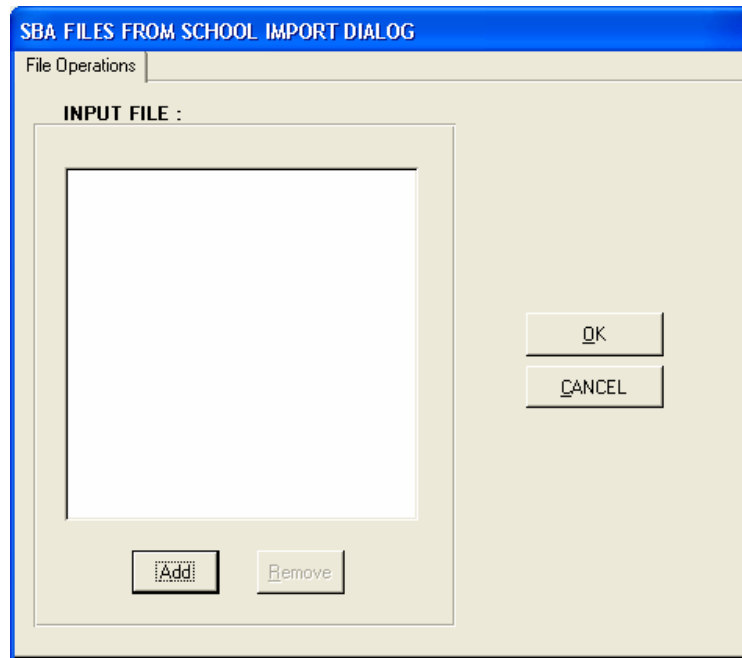 SBA FILES FROM SCHOOL IMPORT DIALOG
File Operations
INPUT FILE :
OK
CANCEL
Add
Remove